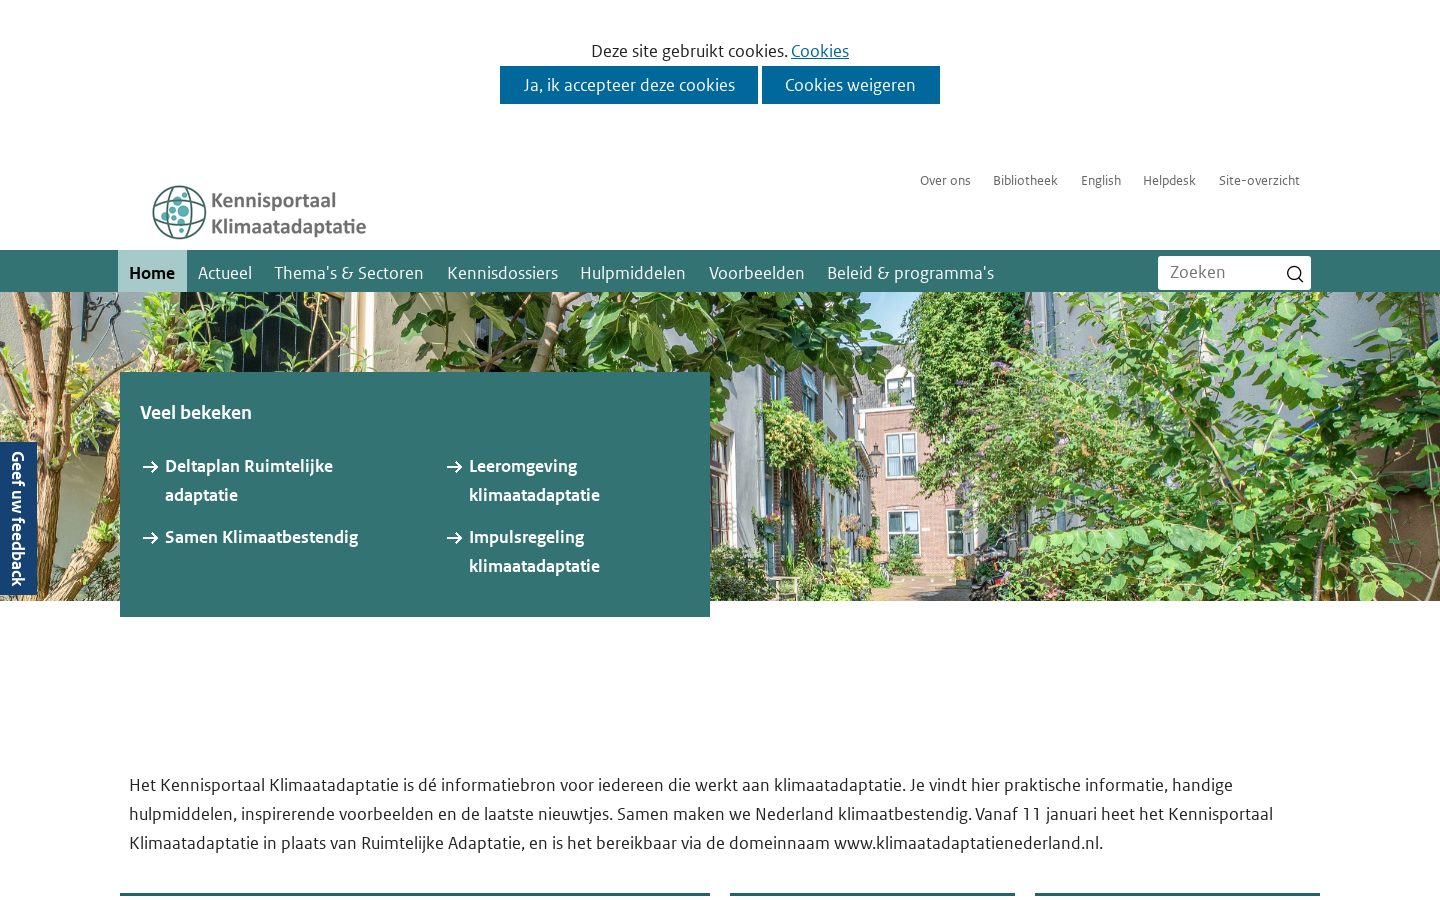 Deze site gebruikt cookies. Cookies
Ja, ik accepteer deze cookies
Cookies weigeren
Over ons
Bibliotheek
English
Helpdesk
Site-overzicht
Kennisportaal
Klimaatadaptatie
Home
Actueel
Thema's & Sectoren
Kennisdossiers
Hulpmiddelen
Voorbeelden
Beleid & programma's
Zoeken
Veel bekeken
Deltaplan Ruimtelijke
adaptatie
Leeromgeving
klimaatadaptatie
Samen Klimaatbestendig
Impulsregeling
klimaatadaptatie
Geef uw feedback
Het Kennisportaal Klimaatadaptatie is dé informatiebron voor iedereen die werkt aan klimaatadaptatie. Je vindt hier praktische informatie, handige
hulpmiddelen, inspirerende voorbeelden en de laatste nieuwtjes. Samen maken we Nederland klimaatbestendig. Vanaf 11 januari heet het Kennisportaal
Klimaatadaptatie in plaats van Ruimtelijke Adaptatie, en is het bereikbaar via de domeinnaam www.klimaatadaptatienederland.nl.